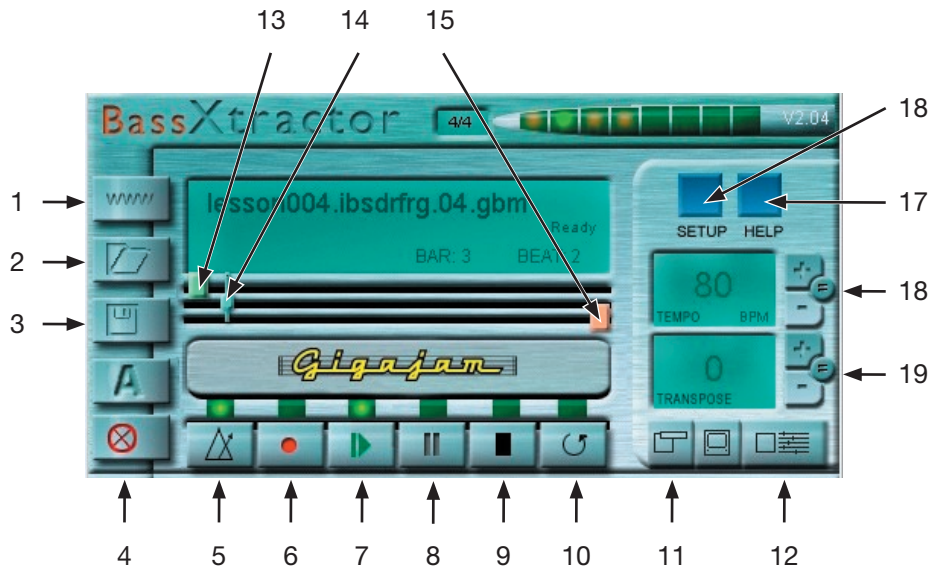 13 14 15
BassXtractor 4/4 V2.04
18
1 www
lesson004.ibsdrfrg.04.gbm
17
Ready
SETUP HELP
2
BAR: 3 BEAT: 2
80
18
3
TEMPO BPM
Gigajam
0
19
A
TRANSPOSE
4 5 6 7 8 9 10 11 12